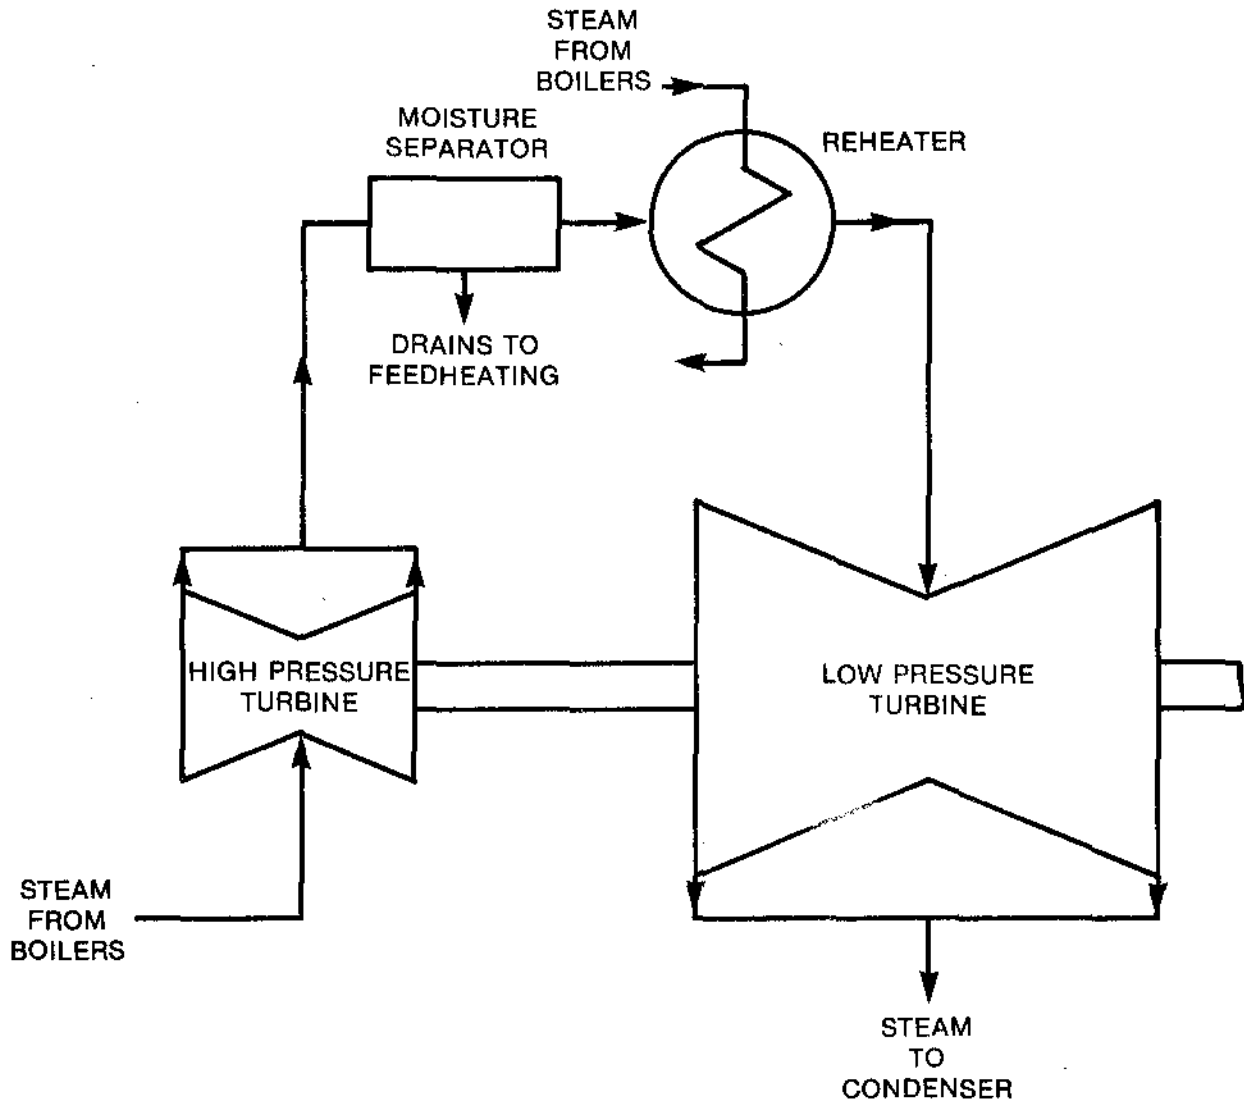 STEAM
FROM
BOILERS
MOISTURE
SEPARATOR
REHEATER
DRAINS TO
FEEDHEATING
HIGH PRESSURE
TURBINE
LOW PRESSURE
TURBINE
STEAM
FROM
BOILERS
STEAM
TO
CONDENSER